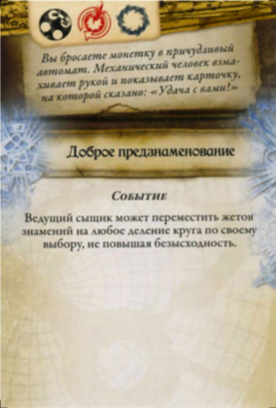 Вы бросаете монетку в причудливый
автомат. Механический человек взма-
хивает рукой и показывает карточку,
на которой сказано: «Удача с вами!»
Доброе предзнаменование
Событие
Ведущий сыщик может переместить жетон
знамений на любое деление круга по своему
выбору, не повышая безысходность.